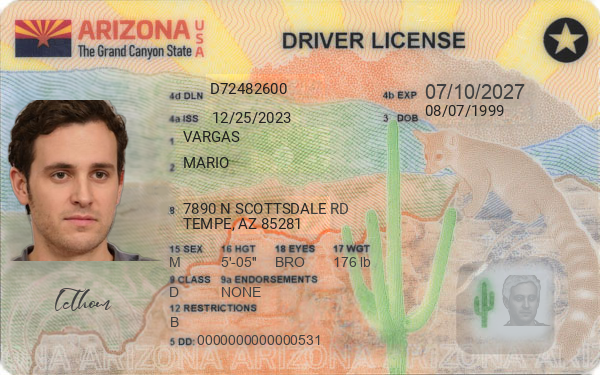 ARIZONA USA
The Grand Canyon State
DRIVER LICENSE
4d DLN D72482600
4b EXP 07/10/2027
4a ISS 12/25/2023
3 DOB 08/07/1999
1 VARGAS
2 MARIO
8 7890 N SCOTTSDALE RD
TEMPE, AZ 85281
15 SEX 16 HGT 18 EYES 17 WGT
M 5'-05" BRO 176 lb
9 CLASS 9a ENDORSEMENTS
D NONE
12 RESTRICTIONS
B
5 DD: 0000000000000531
ARIZONA ARIZONA ARIZONA ARIZONA